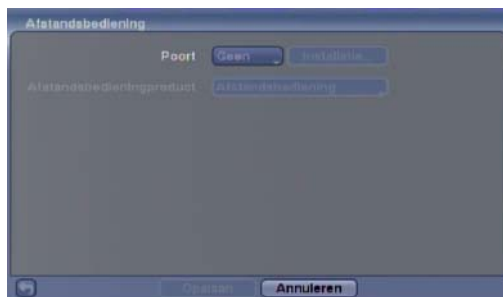 Afstandsbediening
Poort Geen Installatie...
Afstandsbedieningproduct Afstandsbediening
Opslaan Annuleren